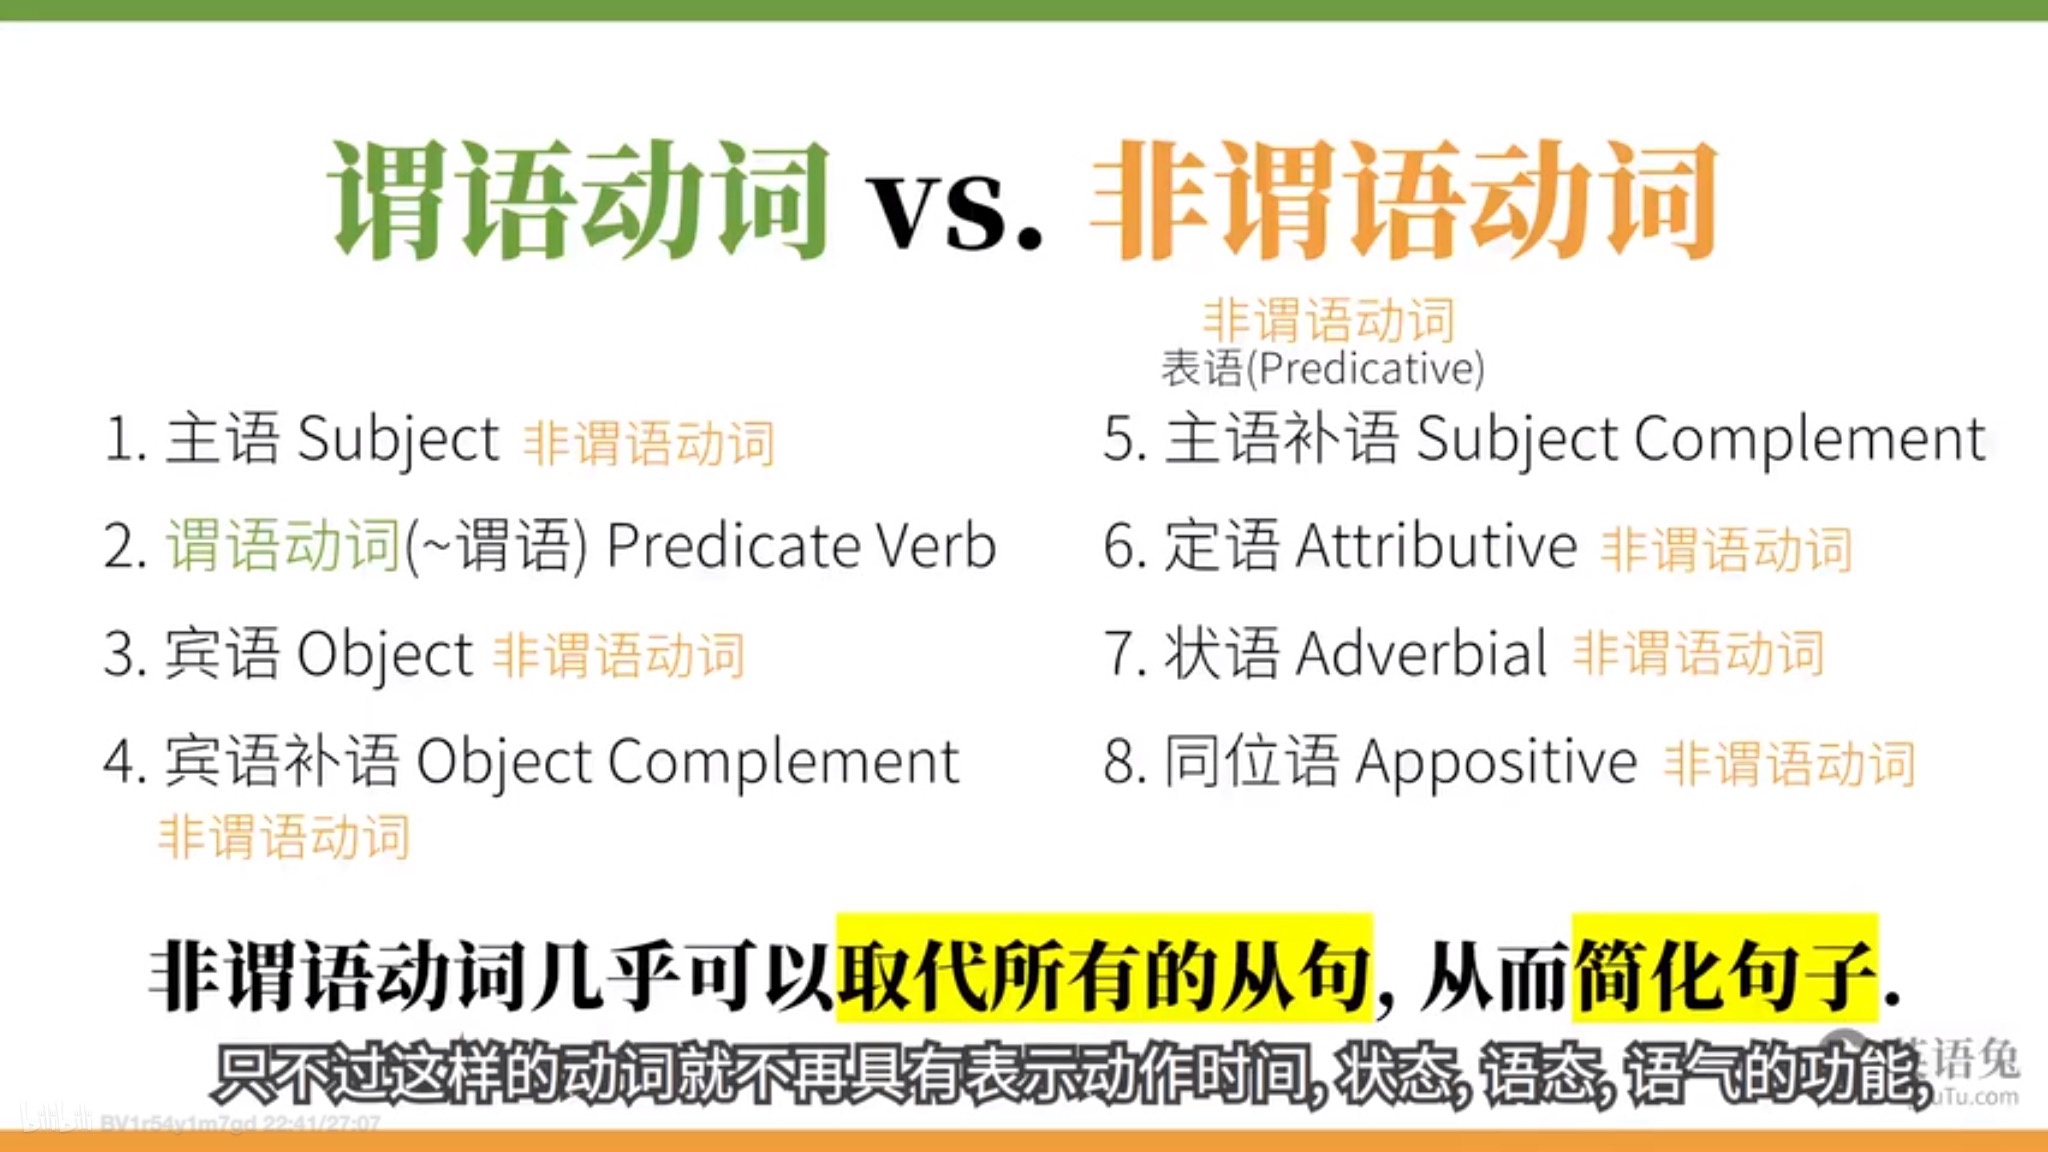 谓语动词 vs. 非谓语动词
1. 主语 Subject 非谓语动词
2. 谓语动词(~谓语) Predicate Verb
3. 宾语 Object 非谓语动词
4. 宾语补语 Object Complement
非谓语动词
非谓语动词
表语(Predicative)
5. 主语补语 Subject Complement
6. 定语 Attributive 非谓语动词
7. 状语 Adverbial 非谓语动词
8. 同位语 Appositive 非谓语动词
非谓语动词几乎可以取代所有的从句, 从而简化句子.
只不过这样的动词就不再具有表示动作时间, 状态, 语态, 语气的功能,
语兔
uTu.com
bilibili BV1r54y1m7gd 22:41/27:07